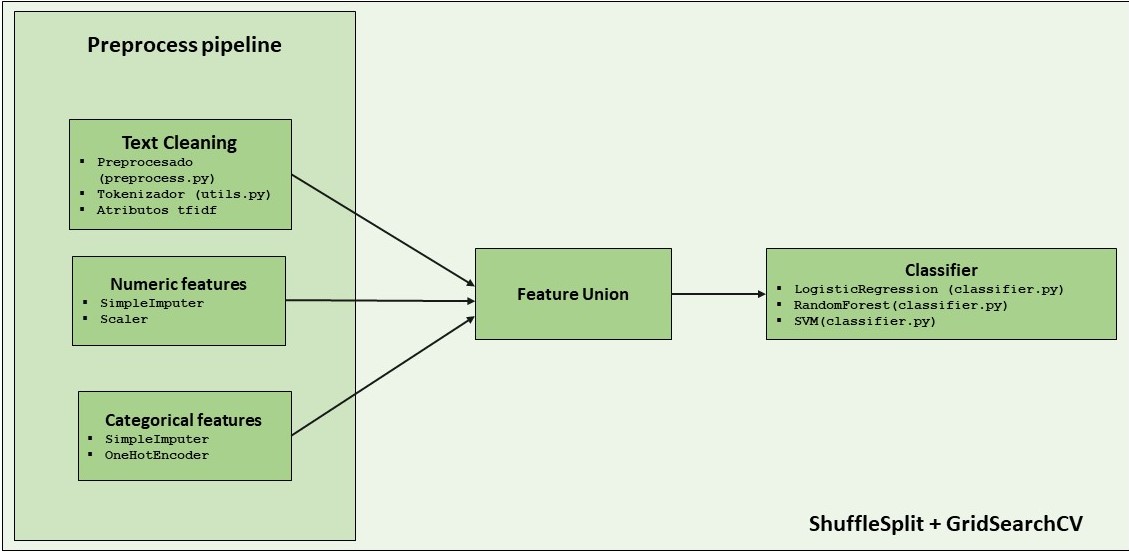 Preprocess pipeline
Text Cleaning
▪ Preprocesado
(preprocess.py)
▪ Tokenizador (utils.py)
▪ Atributos tfidf
Numeric features
▪ SimpleImputer
▪ Scaler
Categorical features
▪ SimpleImputer
▪ OneHotEncoder
Feature Union
Classifier
▪ LogisticRegression (classifier.py)
▪ RandomForest(classifier.py)
▪ SVM(classifier.py)
ShuffleSplit + GridSearchCV